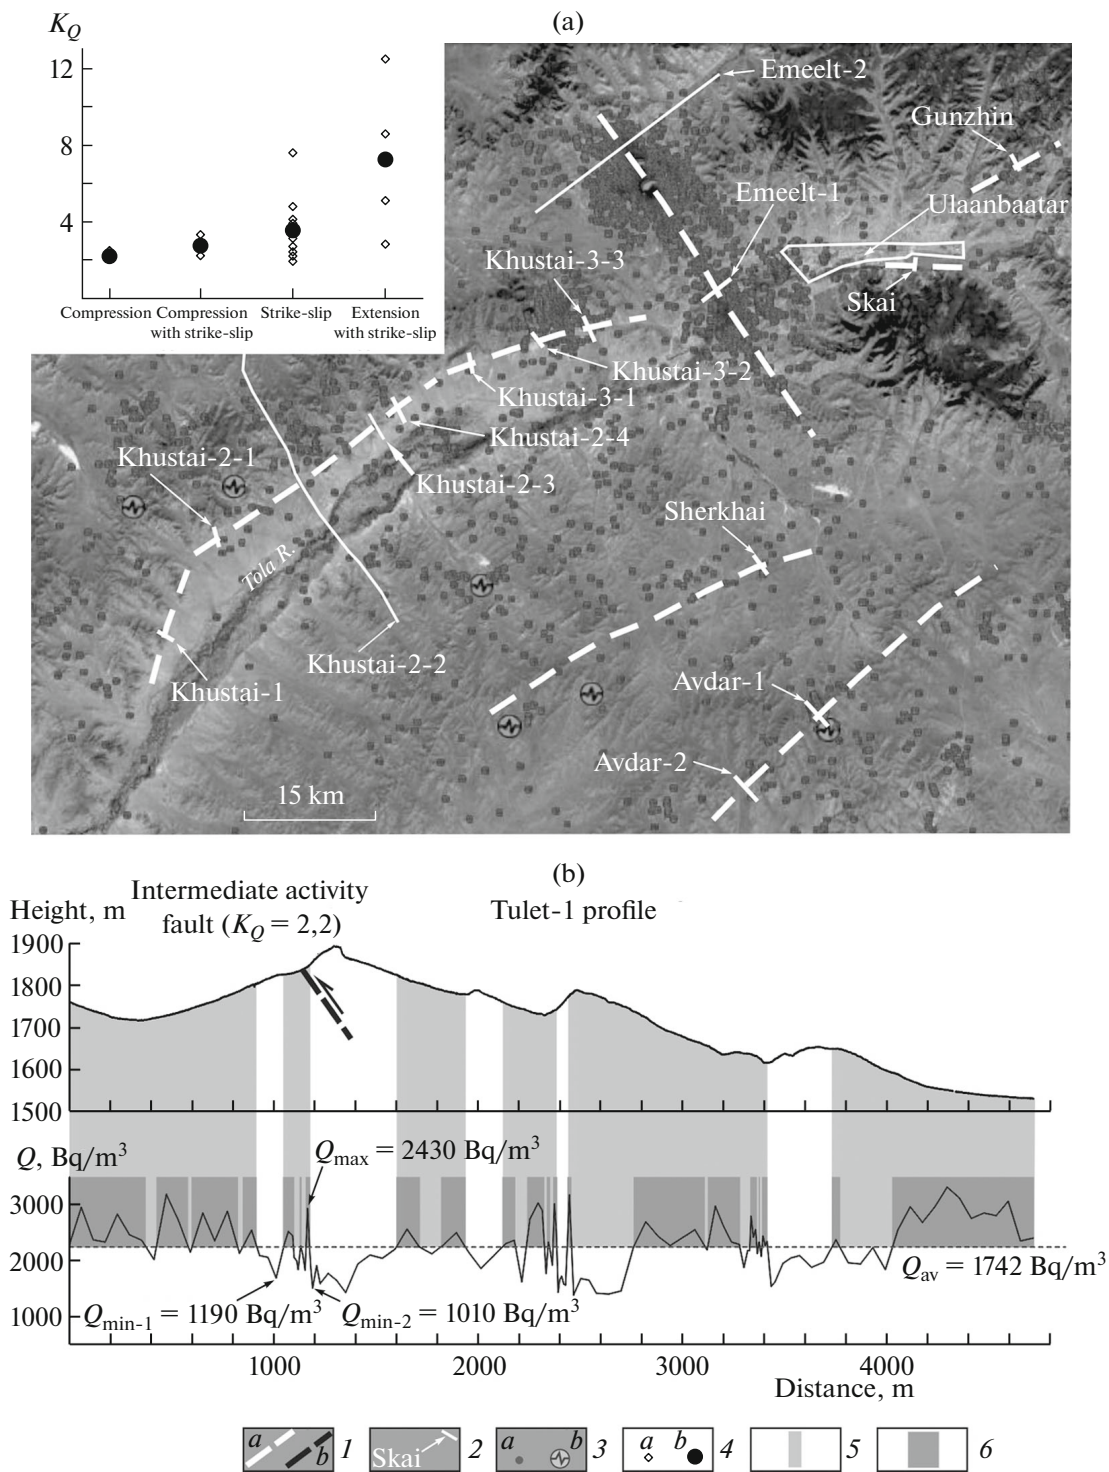 (a)
K_Q
12
8
4
Compression
Compression with strike-slip
Strike-slip
Extension with strike-slip
Emeelt-2
Gunzhin
Emeelt-1
Ulaanbaatar
Khustai-3-3
Skai
Khustai-3-2
Khustai-3-1
Khustai-2-4
Khustai-2-1
Khustai-2-3
Sherkhai
Tola R.
Khustai-2-2
Khustai-1
Avdar-1
Avdar-2
15 km
(b)
Intermediate activity
fault (K_Q = 2,2)
Tulet-1 profile
Height, m
1900
1800
1700
1600
1500
Q, Bq/m³
Q_max = 2430 Bq/m³
3000
2000
1000
Q_av = 1742 Bq/m³
Q_min-1 = 1190 Bq/m³
Q_min-2 = 1010 Bq/m³
1000 2000 3000 4000
Distance, m
a b 1
Skai 2
a b 3
a b 4
5
6